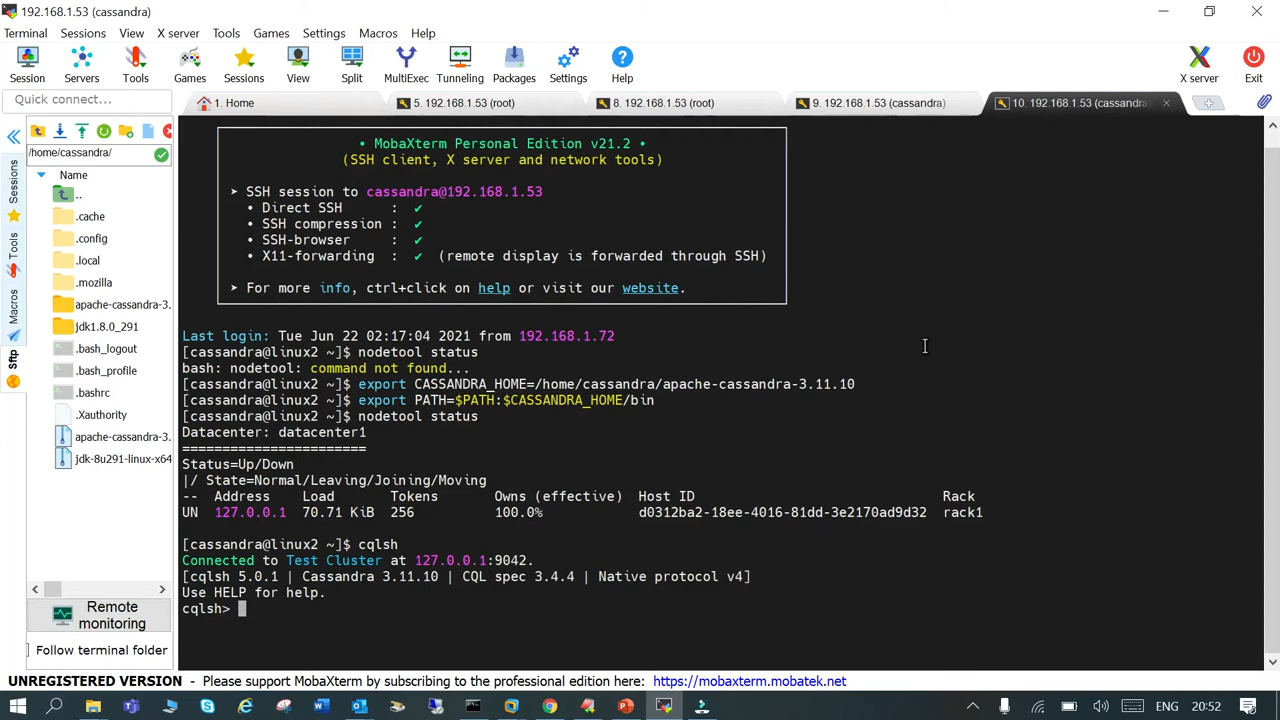 192.168.1.53 (cassandra)
Terminal Sessions View X server Tools Games Settings Macros Help
Session Servers Tools Games Sessions View Split MultiExec Tunneling Packages Settings Help X server Exit
Quick connect...
1. Home 5. 192.168.1.53 (root) 8. 192.168.1.53 (root) 9. 192.168.1.53 (cassandra) 10. 192.168.1.53 (cassandra
/home/cassandra/
Name
..
.cache
.config
.local
.mozilla
apache-cassandra-3.
jdk1.8.0_291
.bash_logout
.bash_profile
.bashrc
.Xauthority
apache-cassandra-3.
jdk-8u291-linux-x64
Remote monitoring
Follow terminal folder
Sessions
Tools
Macros
Sftp
• MobaXterm Personal Edition v21.2 •
(SSH client, X server and network tools)
➤ SSH session to cassandra@192.168.1.53
• Direct SSH : ✔
• SSH compression : ✔
• SSH-browser : ✔
• X11-forwarding : ✔ (remote display is forwarded through SSH)
➤ For more info, ctrl+click on help or visit our website.
Last login: Tue Jun 22 02:17:04 2021 from 192.168.1.72
[cassandra@linux2 ~]$ nodetool status
bash: nodetool: command not found...
[cassandra@linux2 ~]$ export CASSANDRA_HOME=/home/cassandra/apache-cassandra-3.11.10
[cassandra@linux2 ~]$ export PATH=$PATH:$CASSANDRA_HOME/bin
[cassandra@linux2 ~]$ nodetool status
Datacenter: datacenter1
=======================
Status=Up/Down
|/ State=Normal/Leaving/Joining/Moving
-- Address Load Tokens Owns (effective) Host ID Rack
UN 127.0.0.1 70.71 KiB 256 100.0% d0312ba2-18ee-4016-81dd-3e2170ad9d32 rack1
[cassandra@linux2 ~]$ cqlsh
Connected to Test Cluster at 127.0.0.1:9042.
[cqlsh 5.0.1 | Cassandra 3.11.10 | CQL spec 3.4.4 | Native protocol v4]
Use HELP for help.
cqlsh>
UNREGISTERED VERSION - Please support MobaXterm by subscribing to the professional edition here: https://mobaxterm.mobatek.net
ENG 20:52